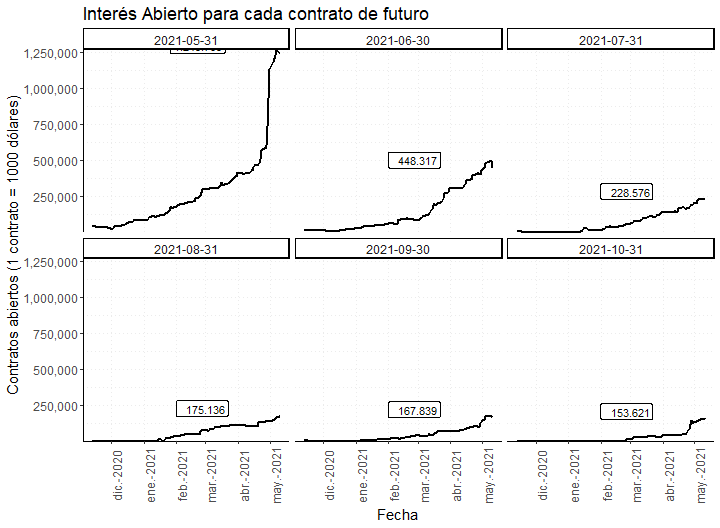 Interés Abierto para cada contrato de futuro
2021-05-31
2021-06-30
2021-07-31
Contratos abiertos (1 contrato = 1000 dólares)
1,250,000
1,000,000
750,000
500,000
250,000
448.317
228.576
2021-08-31
2021-09-30
2021-10-31
1,250,000
1,000,000
750,000
500,000
250,000
175.136
167.839
153.621
dic.-2020
ene.-2021
feb.-2021
mar.-2021
abr.-2021
may.-2021
dic.-2020
ene.-2021
feb.-2021
mar.-2021
abr.-2021
may.-2021
dic.-2020
ene.-2021
feb.-2021
mar.-2021
abr.-2021
may.-2021
Fecha